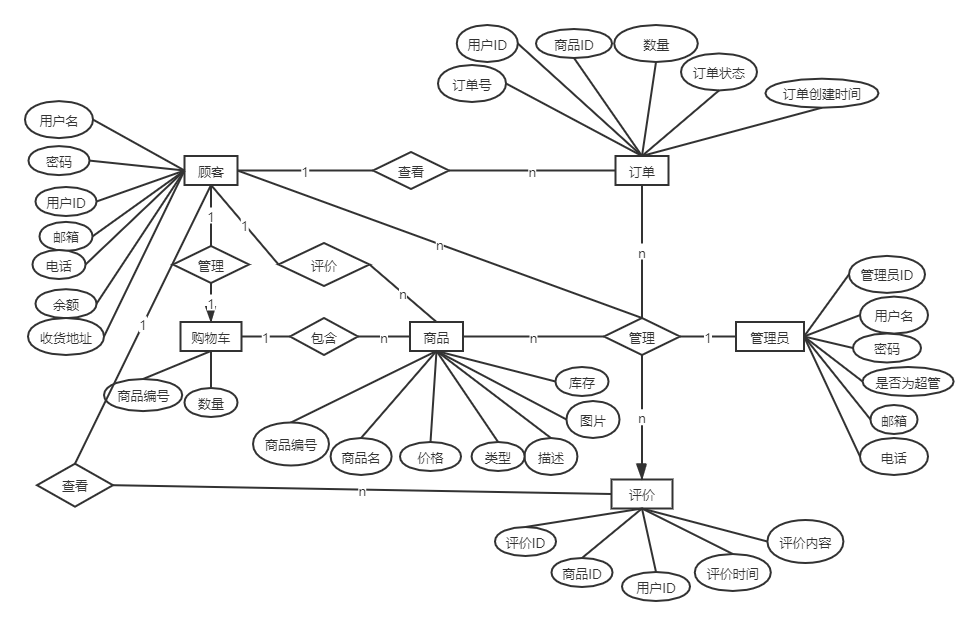 用户ID
商品ID
数量
订单号
订单状态
订单创建时间
用户名
密码
用户ID
邮箱
电话
余额
收货地址
顾客
1
查看
n
订单
1
1
n
n
管理
评价
1
n
1
购物车
1
包含
n
商品
n
管理
1
管理员
管理员ID
用户名
密码
是否为超管
邮箱
电话
商品编号
数量
库存
图片
商品编号
商品名
价格
类型
描述
n
查看
n
评价
评价ID
商品ID
用户ID
评价时间
评价内容